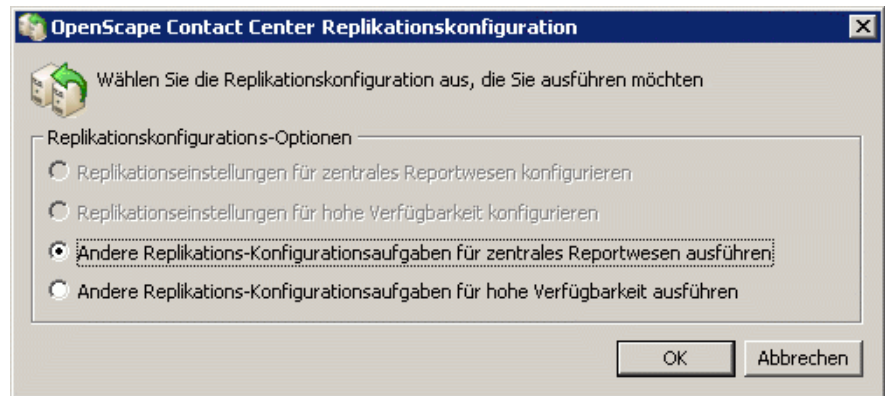 OpenScape Contact Center Replikationskonfiguration
Wählen Sie die Replikationskonfiguration aus, die Sie ausführen möchten
Replikationskonfigurations-Optionen
Replikationseinstellungen für zentrales Reportwesen konfigurieren
Replikationseinstellungen für hohe Verfügbarkeit konfigurieren
Andere Replikations-Konfigurationsaufgaben für zentrales Reportwesen ausführen
Andere Replikations-Konfigurationsaufgaben für hohe Verfügbarkeit ausführen
OK Abbrechen